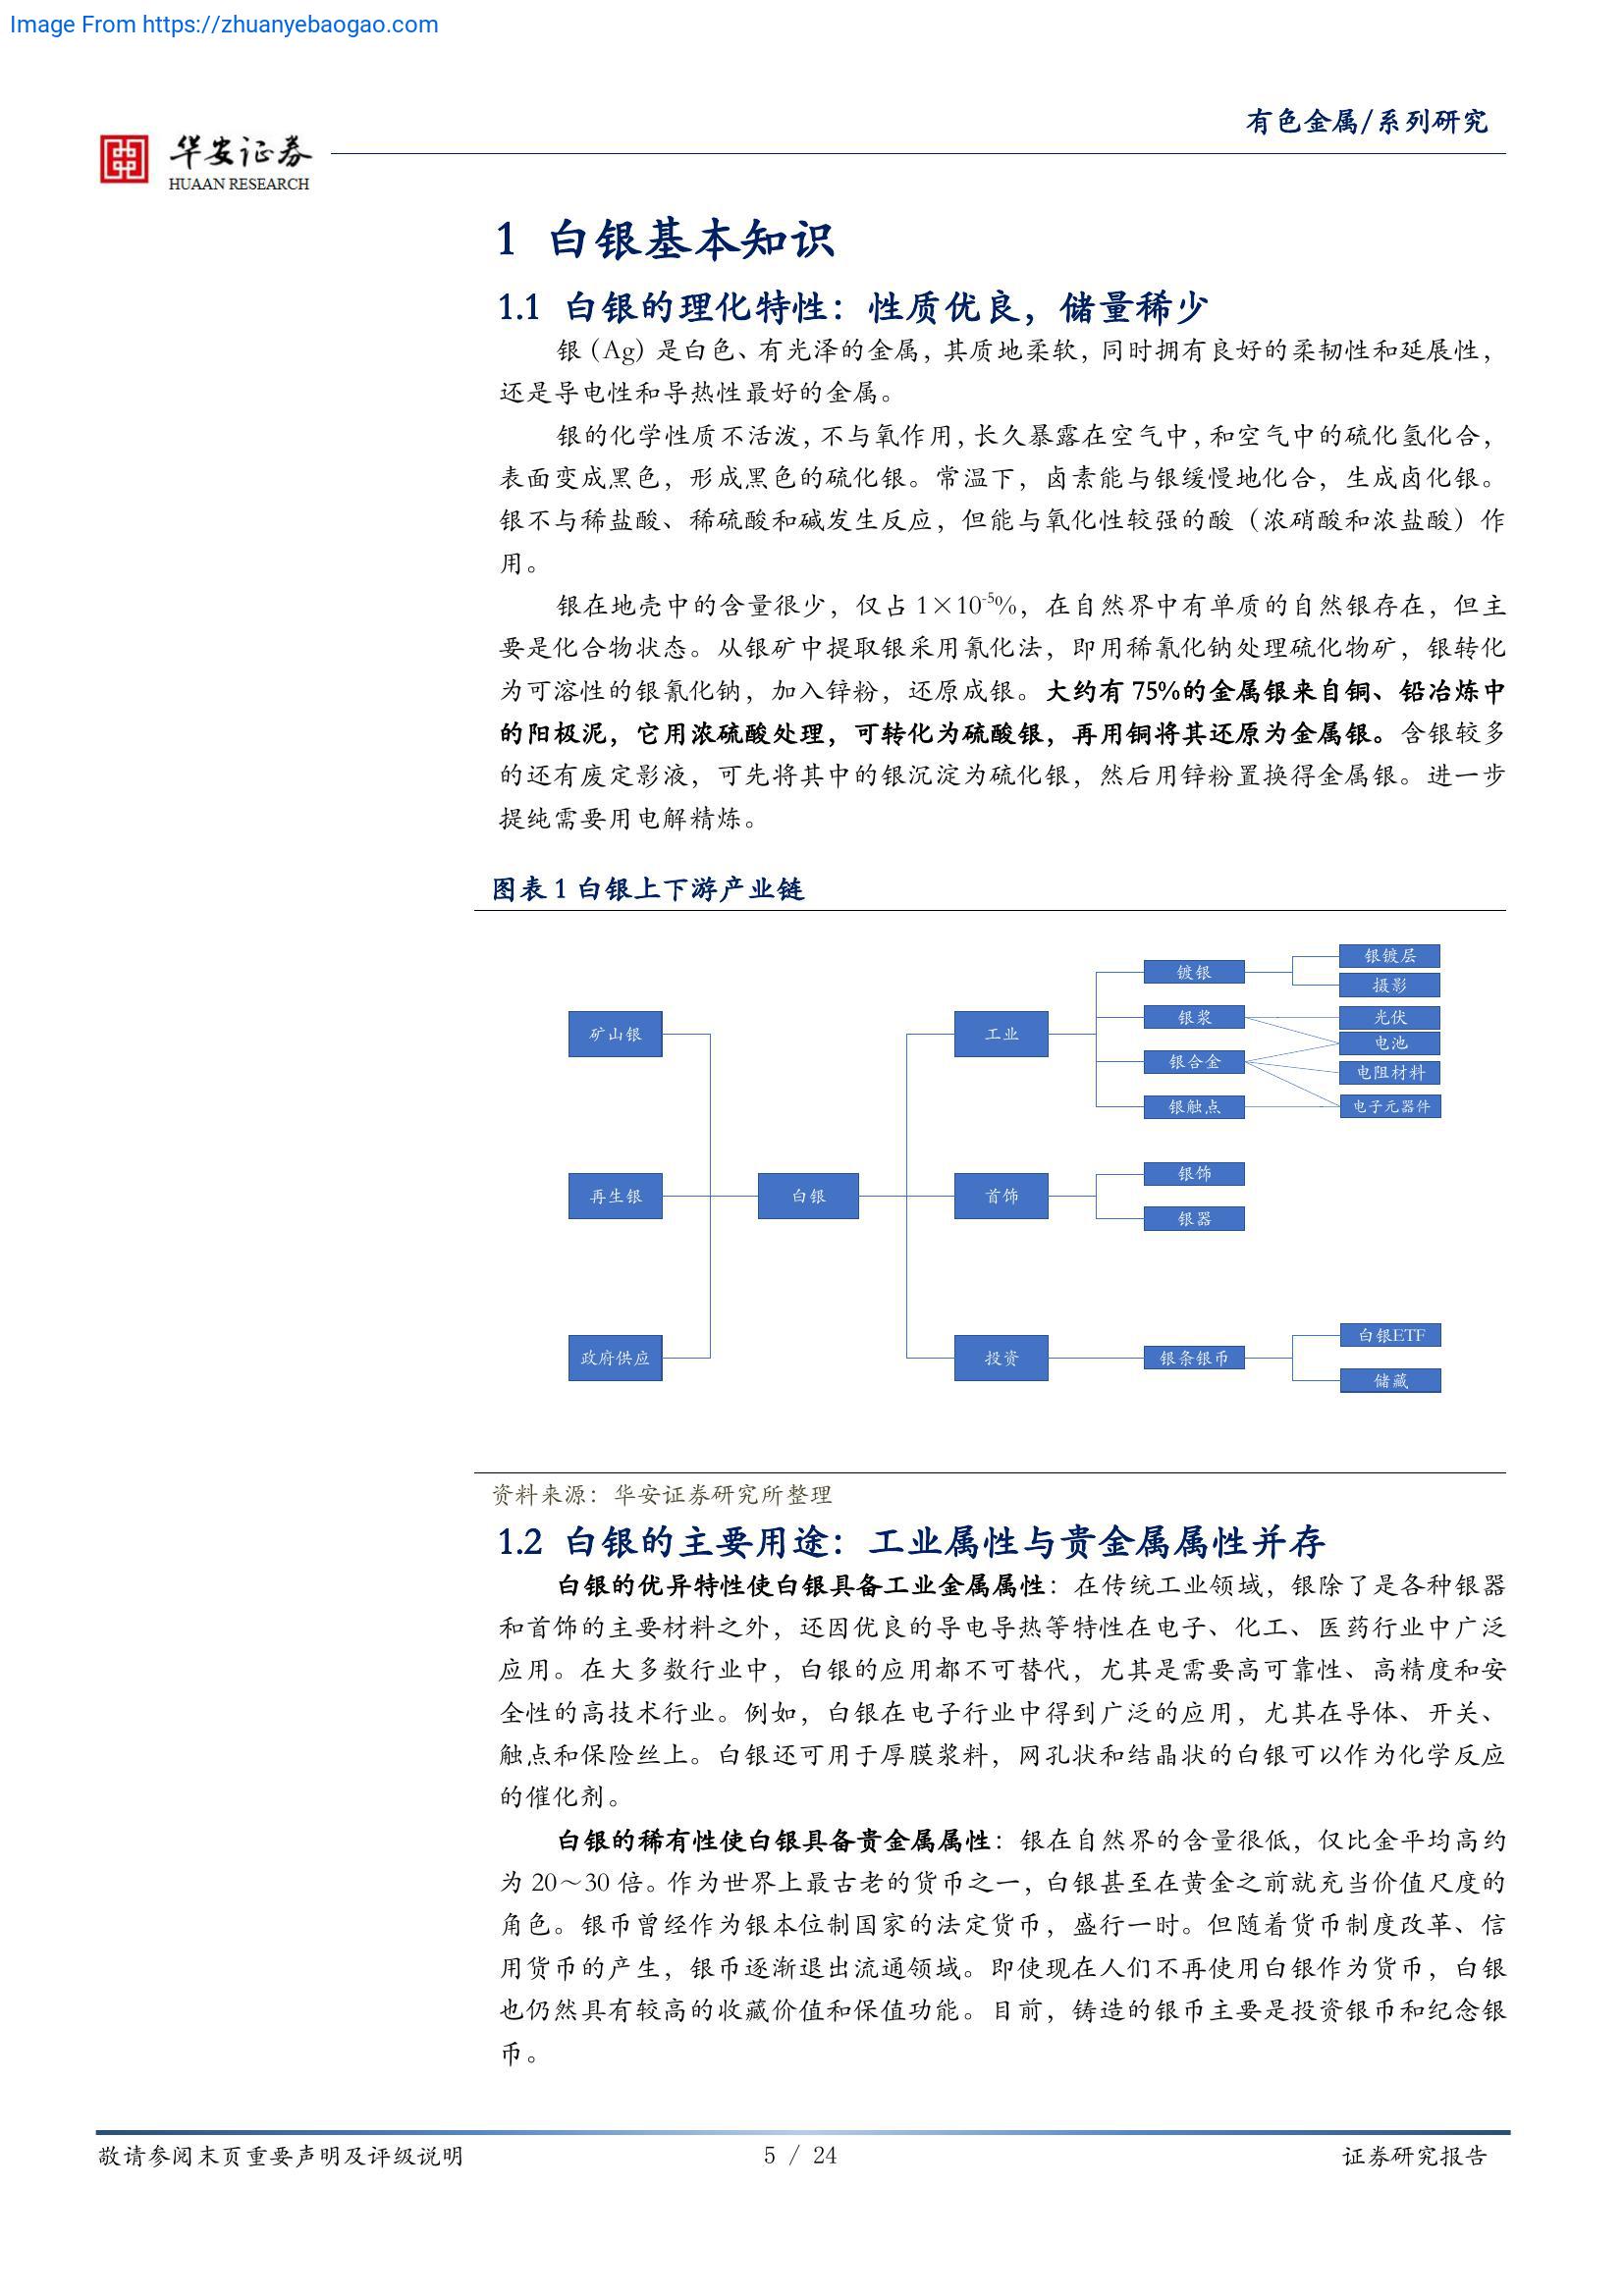 Image From https://zhuanyebaogao.com
有色金属/系列研究
华安证券
HUAAN RESEARCH
1 白银基本知识
1.1 白银的理化特性：性质优良，储量稀少
银（Ag）是白色、有光泽的金属，其质地柔软，同时拥有良好的柔韧性和延展性，
还是导电性和导热性最好的金属。
银的化学性质不活泼，不与氧作用，长久暴露在空气中，和空气中的硫化氢化合，
表面变成黑色，形成黑色的硫化银。常温下，卤素能与银缓慢地化合，生成卤化银。
银不与稀盐酸、稀硫酸和碱发生反应，但能与氧化性较强的酸（浓硝酸和浓盐酸）作
用。
银在地壳中的含量很少，仅占 1×10⁻⁵%，在自然界中有单质的自然银存在，但主
要是化合物状态。从银矿中提取银采用氰化法，即用稀氰化钠处理硫化物矿，银转化
为可溶性的银氰化钠，加入锌粉，还原成银。大约有 75%的金属银来自铜、铅冶炼中
的阳极泥，它用浓硫酸处理，可转化为硫酸银，再用铜将其还原为金属银。含银较多
的还有废定影液，可先将其中的银沉淀为硫化银，然后用锌粉置换得金属银。进一步
提纯需要用电解精炼。
图表 1 白银上下游产业链
矿山银
再生银
政府供应
白银
工业
首饰
投资
镀银
银浆
银合金
银触点
银饰
银器
银条银币
银镀层
摄影
光伏
电池
电阻材料
电子元器件
白银ETF
储藏
资料来源：华安证券研究所整理
1.2 白银的主要用途：工业属性与贵金属属性并存
白银的优异特性使白银具备工业金属属性：在传统工业领域，银除了是各种银器
和首饰的主要材料之外，还因优良的导电导热等特性在电子、化工、医药行业中广泛
应用。在大多数行业中，白银的应用都不可替代，尤其是需要高可靠性、高精度和安
全性的高技术行业。例如，白银在电子行业中得到广泛的应用，尤其在导体、开关、
触点和保险丝上。白银还可用于厚膜浆料，网孔状和结晶状的白银可以作为化学反应
的催化剂。
白银的稀有性使白银具备贵金属属性：银在自然界的含量很低，仅比金平均高约
为 20～30 倍。作为世界上最古老的货币之一，白银甚至在黄金之前就充当价值尺度的
角色。银币曾经作为银本位制国家的法定货币，盛行一时。但随着货币制度改革、信
用货币的产生，银币逐渐退出流通领域。即使现在人们不再使用白银作为货币，白银
也仍然具有较高的收藏价值和保值功能。目前，铸造的银币主要是投资银币和纪念银
币。
敬请参阅末页重要声明及评级说明
5 / 24
证券研究报告